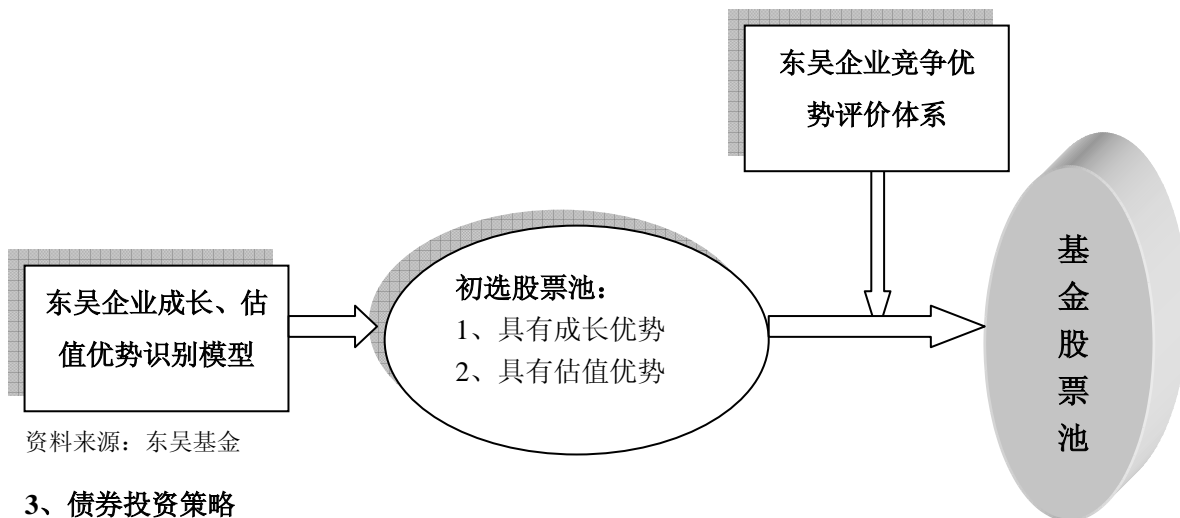 东吴企业竞争优
势评价体系
东吴企业成长、估
值优势识别模型
初选股票池：
1、具有成长优势
2、具有估值优势
基
金
股
票
池
资料来源：东吴基金
3、债券投资策略